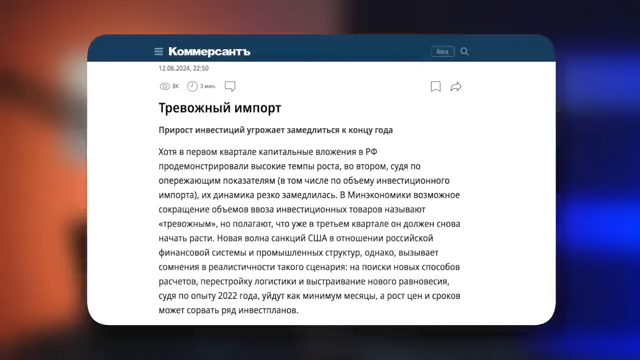 Коммерсантъ
12.06.2024, 22:50
8K 3 мин.
Тревожный импорт
Прирост инвестиций угрожает замедлиться к концу года
Хотя в первом квартале капитальные вложения в РФ
продемонстрировали высокие темпы роста, во втором, судя по
опережающим показателям (в том числе по объему инвестиционного
импорта), их динамика резко замедлилась. В Минэкономики возможное
сокращение объемов ввоза инвестиционных товаров называют
«тревожным», но полагают, что уже в третьем квартале он должен снова
начать расти. Новая волна санкций США в отношении российской
финансовой системы и промышленных структур, однако, вызывает
сомнения в реалистичности такого сценария: на поиски новых способов
расчетов, перестройку логистики и выстраивание нового равновесия,
судя по опыту 2022 года, уйдут как минимум месяцы, а рост цен и сроков
может сорвать ряд инвестпланов.